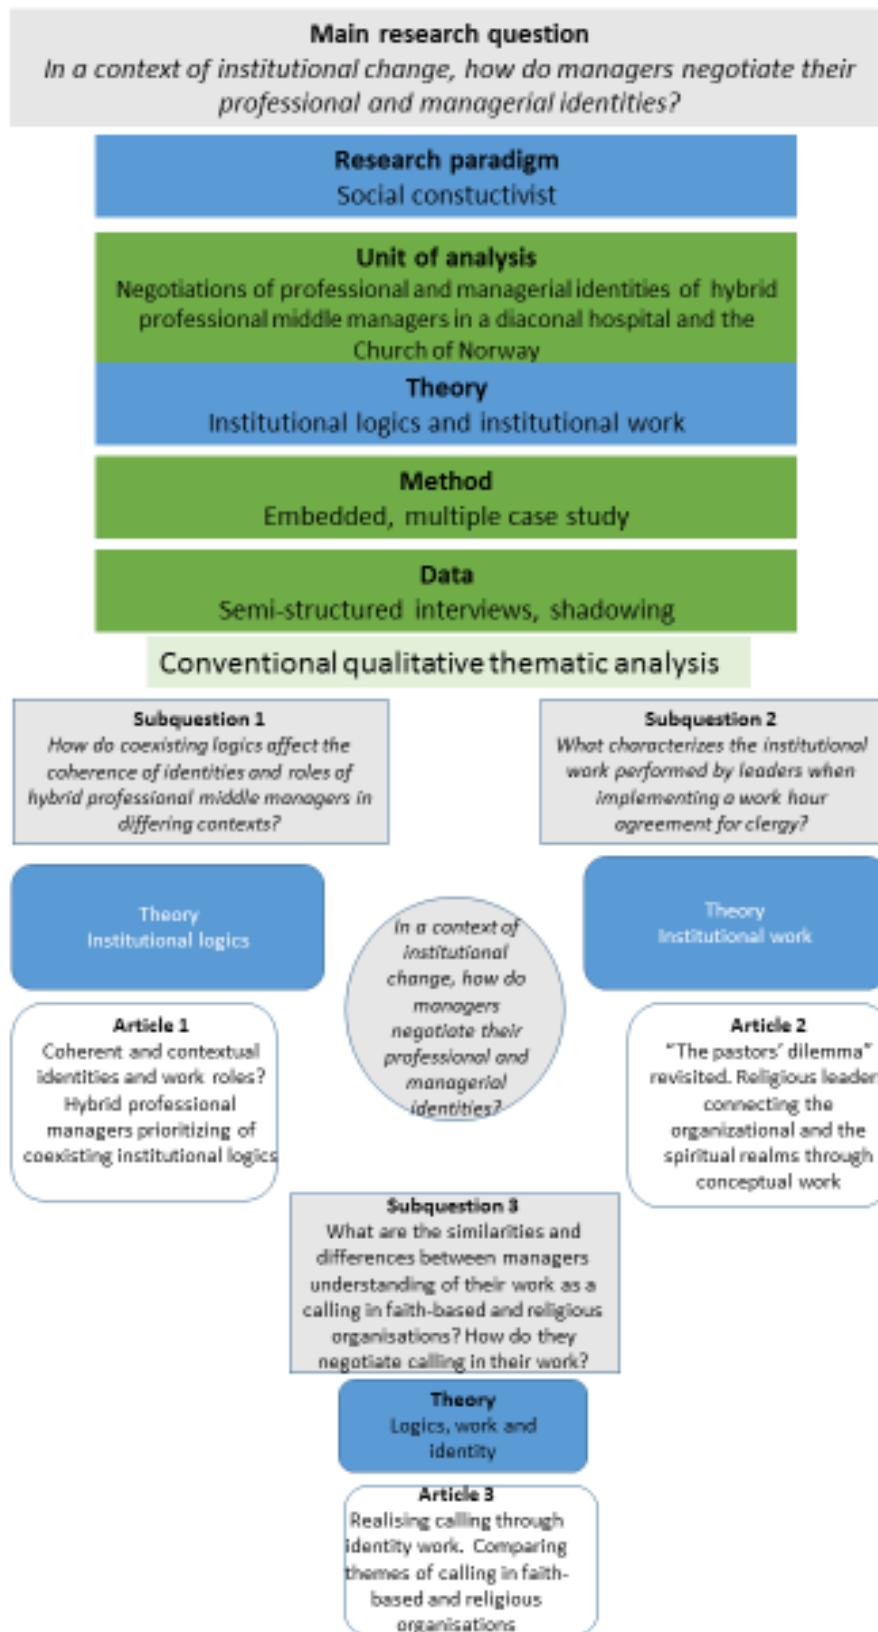 Main research question
In a context of institutional change, how do managers negotiate their
professional and managerial identities?
Research paradigm
Social constuctivist
Unit of analysis
Negotiations of professional and managerial identities of hybrid
professional middle managers in a diaconal hospital and the
Church of Norway
Theory
Institutional logics and institutional work
Method
Embedded, multiple case study
Data
Semi-structured interviews, shadowing
Conventional qualitative thematic analysis
Subquestion 1
How do coexisting logics affect the
coherence of identities and roles of
hybrid professional middle managers in
differing contexts?
Subquestion 2
What characterizes the institutional
work performed by leaders when
implementing a work hour
agreement for clergy?
Theory
Institutional logics
Theory
Institutional work
In a context of
institutional
change, how do
managers
negotiate their
professional and
managerial
identities?
Article 1
Coherent and contextual
identities and work roles?
Hybrid professional
managers prioritizing of
coexisting institutional logics
Article 2
"The pastors' dilemma"
revisited. Religious leaders
connecting the
organizational and the
spiritual realms through
conceptual work
Subquestion 3
What are the similarities and
differences between managers
understanding of their work as a
calling in faith-based and religious
organisations? How do they
negotiate calling in their work?
Theory
Logics, work and
identity
Article 3
Realising calling through
identity work. Comparing
themes of calling in faith-
based and religious
organisations